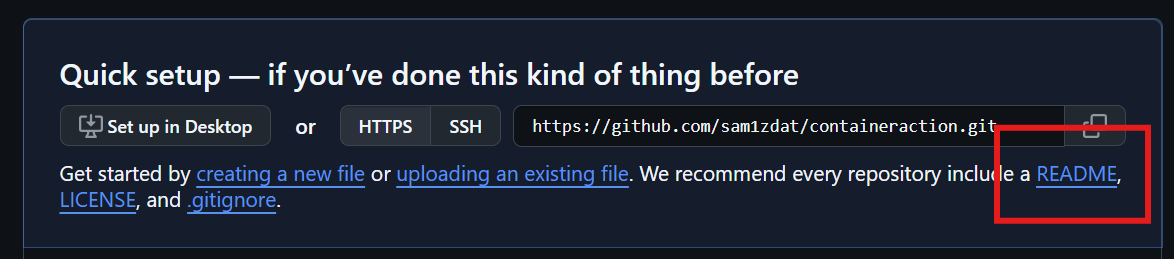 Quick setup — if you’ve done this kind of thing before
Set up in Desktop or HTTPS SSH https://github.com/sam1zdat/containeraction.git
Get started by creating a new file or uploading an existing file. We recommend every repository include a README,
LICENSE, and .gitignore.